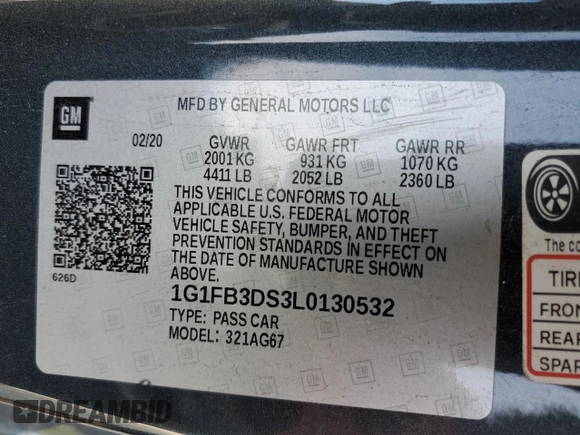 GM
MFD BY GENERAL MOTORS LLC
02/20 GVWR GAWR FRT GAWR RR
2001 KG 931 KG 1070 KG
4411 LB 2052 LB 2360 LB
THIS VEHICLE CONFORMS TO ALL
APPLICABLE U.S. FEDERAL MOTOR
VEHICLE SAFETY, BUMPER, AND THEFT
PREVENTION STANDARDS IN EFFECT ON
THE DATE OF MANUFACTURE SHOWN
ABOVE.
626D
1G1FB3DS3L0130532
TYPE: PASS CAR
MODEL: 321AG67
The co
TIRE
FRON
REAR
SPAR
DREAMBID